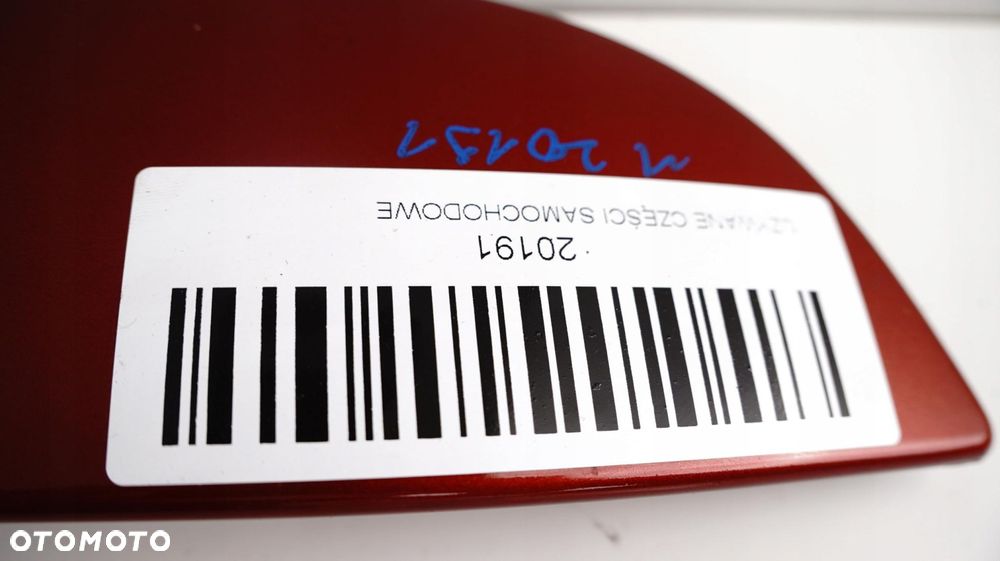 UŻYWANE CZĘŚCI SAMOCHODOWE
20191
M 20191
OTOMOTO